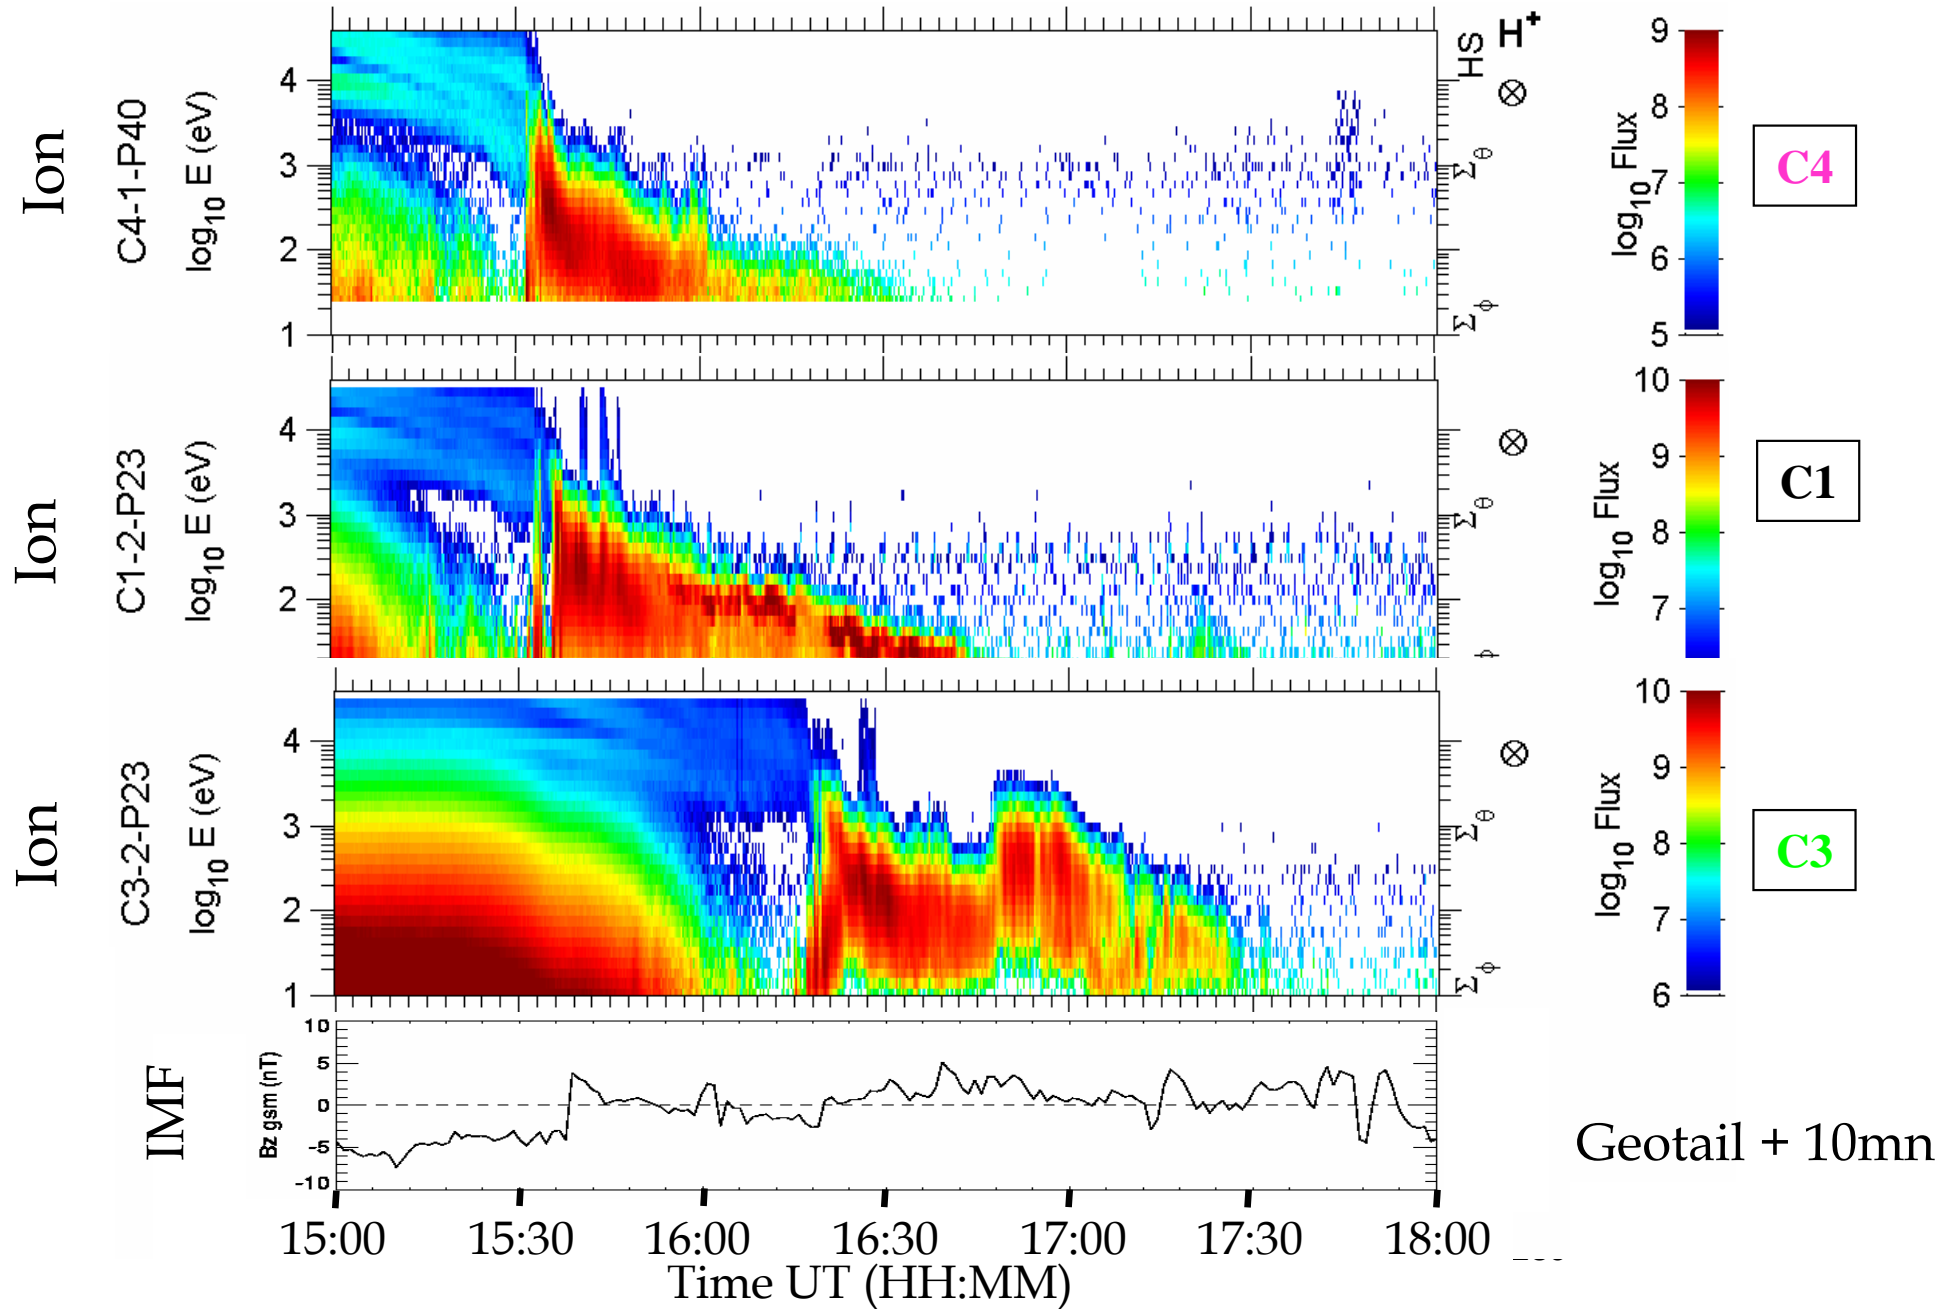 Ion
C4-1-P40
log10 E (eV)
4
3
2
1
HS
H+
⊗
Σθ
Σϕ
9
8
7
6
5
log10 Flux
C4
Ion
C1-2-P23
log10 E (eV)
4
3
2
⊗
Σθ
10
9
8
7
log10 Flux
C1
Ion
C3-2-P23
log10 E (eV)
4
3
2
1
⊗
Σθ
Σϕ
10
9
8
7
6
log10 Flux
C3
IMF
Bz gsm (nT)
10
5
0
-5
-10
Geotail + 10mn
15:00 15:30 16:00 16:30 17:00 17:30 18:00
Time UT (HH:MM)